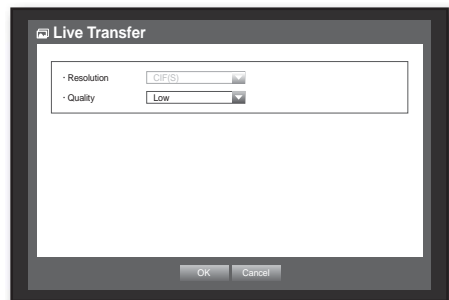 Live Transfer
· Resolution CIF(S)
· Quality Low
OK Cancel